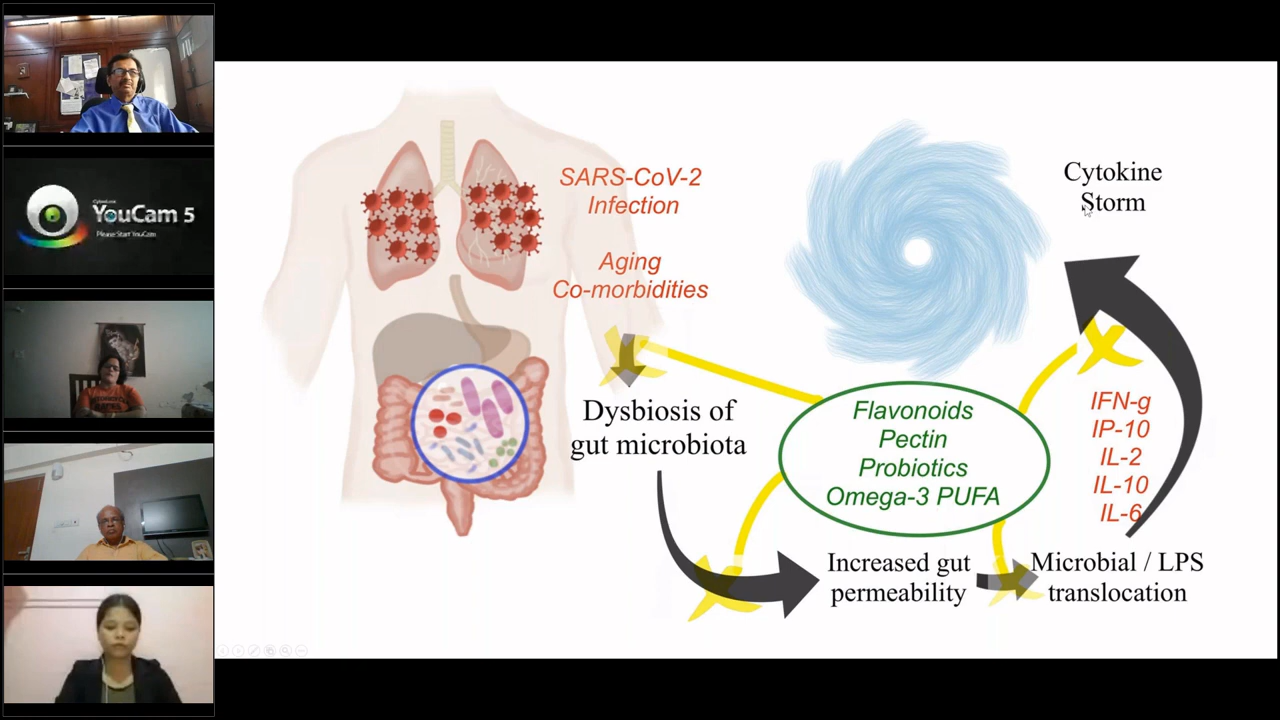 CyberLink
YouCam 5
Please Start YouCam
SARS-CoV-2
Infection
Aging
Co-morbidities
Cytokine
Storm
Dysbiosis of
gut microbiota
Flavonoids
Pectin
Probiotics
Omega-3 PUFA
IFN-g
IP-10
IL-2
IL-10
IL-6
Increased gut
permeability
Microbial / LPS
translocation